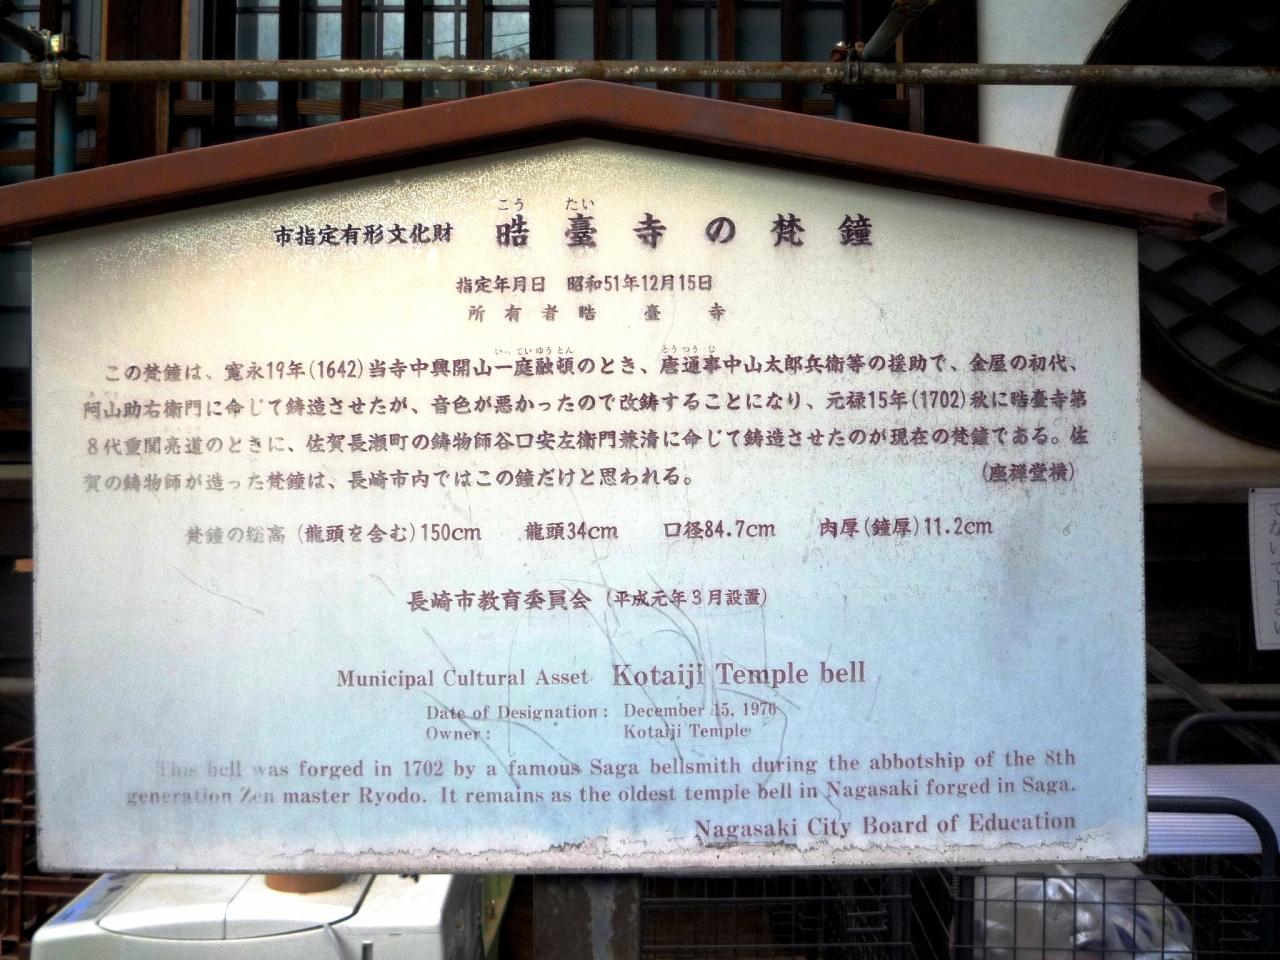 こう たい
市指定有形文化財 晧臺寺の梵鐘
指定年月日 昭和51年12月15日
所有者 晧臺寺
いっていゆうとん とうつうじ
この梵鐘は、寛永19年(1642)当寺中興開山一庭融頓のとき、唐通事中山太郎兵衛等の援助で、金屋の初代、
阿山助右衛門に命じて鋳造させたが、音色が悪かったので改鋳することになり、元禄15年(1702)秋に晧臺寺第
8代重開亮道のときに、佐賀長瀬町の鋳物師谷口安左衛門兼清に命じて鋳造させたのが現在の梵鐘である。佐
賀の鋳物師が造った梵鐘は、長崎市内ではこの鐘だけと思われる。 (座禅堂横)
梵鐘の総高(龍頭を含む)150cm 龍頭34cm 口径84.7cm 肉厚(鐘厚)11.2cm
長崎市教育委員会(平成元年3月設置)
Municipal Cultural Asset Kotaiji Temple bell
Date of Designation: December 15, 1976
Owner: Kotaiji Temple
This bell was forged in 1702 by a famous Saga bellsmith during the abbotship of the 8th
generation Zen master Ryodo. It remains as the oldest temple bell in Nagasaki forged in Saga.
Nagasaki City Board of Education